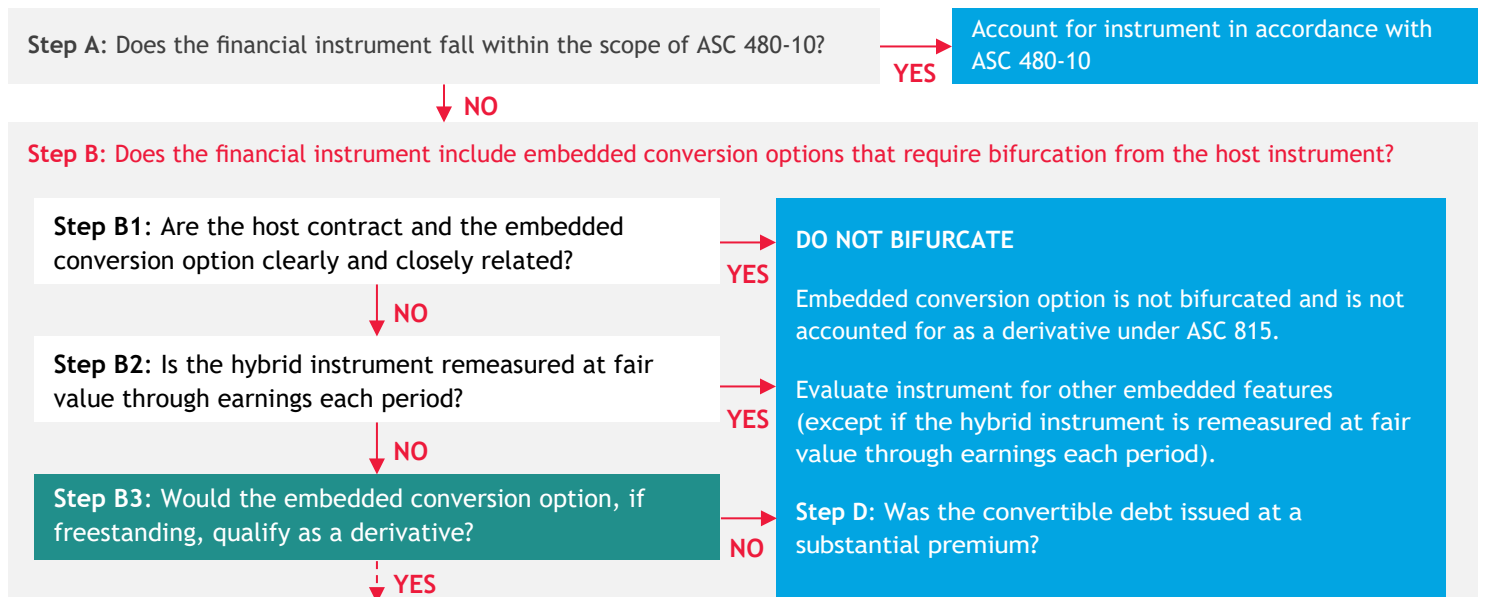 Step A: Does the financial instrument fall within the scope of ASC 480-10?
YES
Account for instrument in accordance with
ASC 480-10
NO
Step B: Does the financial instrument include embedded conversion options that require bifurcation from the host instrument?
Step B1: Are the host contract and the embedded
conversion option clearly and closely related?
YES
NO
Step B2: Is the hybrid instrument remeasured at fair
value through earnings each period?
YES
NO
Step B3: Would the embedded conversion option, if
freestanding, qualify as a derivative?
NO
YES
DO NOT BIFURCATE
Embedded conversion option is not bifurcated and is not
accounted for as a derivative under ASC 815.
Evaluate instrument for other embedded features
(except if the hybrid instrument is remeasured at fair
value through earnings each period).
Step D: Was the convertible debt issued at a
substantial premium?